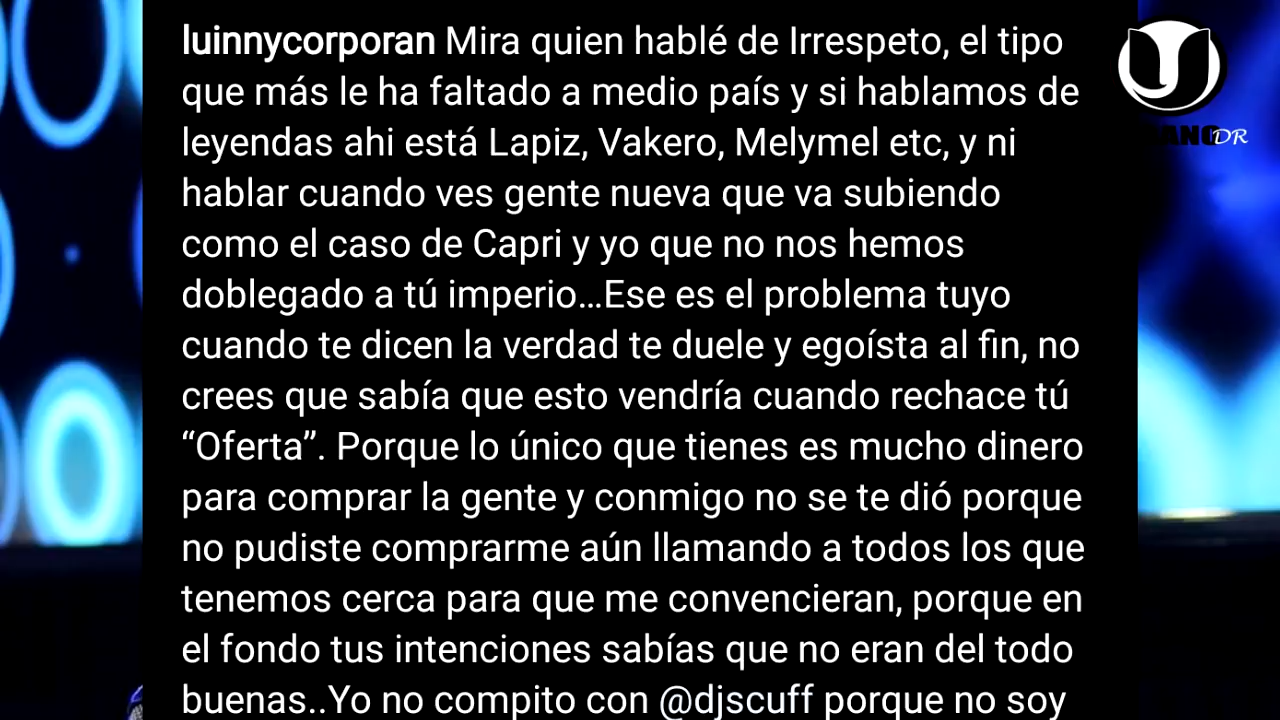 luinnycorporan Mira quien hablé de Irrespeto, el tipo
que más le ha faltado a medio país y si hablamos de
leyendas ahi está Lapiz, Vakero, Melymel etc, y ni
hablar cuando ves gente nueva que va subiendo
como el caso de Capri y yo que no nos hemos
doblegado a tú imperio...Ese es el problema tuyo
cuando te dicen la verdad te duele y egoísta al fin, no
crees que sabía que esto vendría cuando rechace tú
“Oferta”. Porque lo único que tienes es mucho dinero
para comprar la gente y conmigo no se te dió porque
no pudiste comprarme aún llamando a todos los que
tenemos cerca para que me convencieran, porque en
el fondo tus intenciones sabías que no eran del todo
buenas..Yo no compito con @djscuff porque no soy
DR